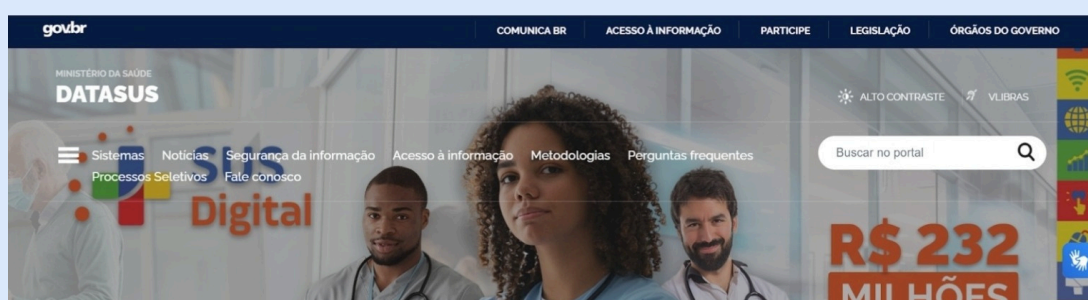 gov.br
COMUNICA BR ACESSO À INFORMAÇÃO PARTICIPE LEGISLAÇÃO ÓRGÃOS DO GOVERNO
MINISTÉRIO DA SAÚDE
DATASUS
ALTO CONTRASTE VLIBRAS
Sistemas Notícias Segurança da informação Acesso à informação Metodologias Perguntas frequentes
Processos Seletivos Fale conosco
Buscar no portal
SUS
Digital
R$ 232
MILHÕES